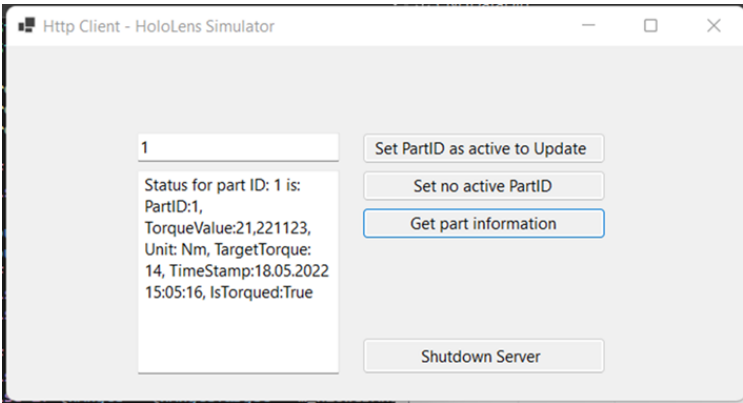 Http Client - HoloLens Simulator
1
Set PartID as active to Update
Status for part ID: 1 is:
PartID:1,
TorqueValue:21,221123,
Unit: Nm, TargetTorque:
14, TimeStamp:18.05.2022
15:05:16, IsTorqued:True
Set no active PartID
Get part information
Shutdown Server